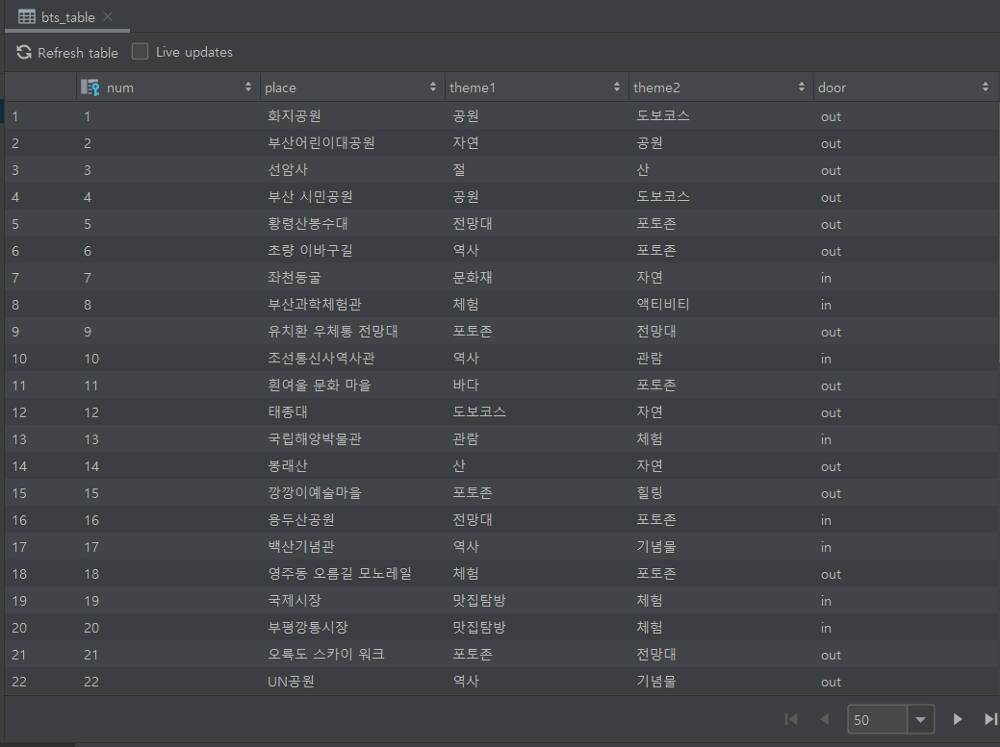 bts_table
Refresh table Live updates
num place theme1 theme2 door
1 1 화지공원 공원 도보코스 out
2 2 부산어린이대공원 자연 공원 out
3 3 선암사 절 산 out
4 4 부산 시민공원 공원 도보코스 out
5 5 황령산봉수대 전망대 포토존 out
6 6 초량 이바구길 역사 포토존 out
7 7 좌천동굴 문화재 자연 in
8 8 부산과학체험관 체험 액티비티 in
9 9 유치환 우체통 전망대 포토존 전망대 out
10 10 조선통신사역사관 역사 관람 in
11 11 흰여울 문화 마을 바다 포토존 out
12 12 태종대 도보코스 자연 out
13 13 국립해양박물관 관람 체험 in
14 14 봉래산 산 자연 out
15 15 깡깡이예술마을 포토존 힐링 out
16 16 용두산공원 전망대 포토존 in
17 17 백산기념관 역사 기념물 in
18 18 영주동 오름길 모노레일 체험 포토존 out
19 19 국제시장 맛집탐방 체험 in
20 20 부평깡통시장 맛집탐방 체험 in
21 21 오륙도 스카이 워크 포토존 전망대 out
22 22 UN공원 역사 기념물 out
50